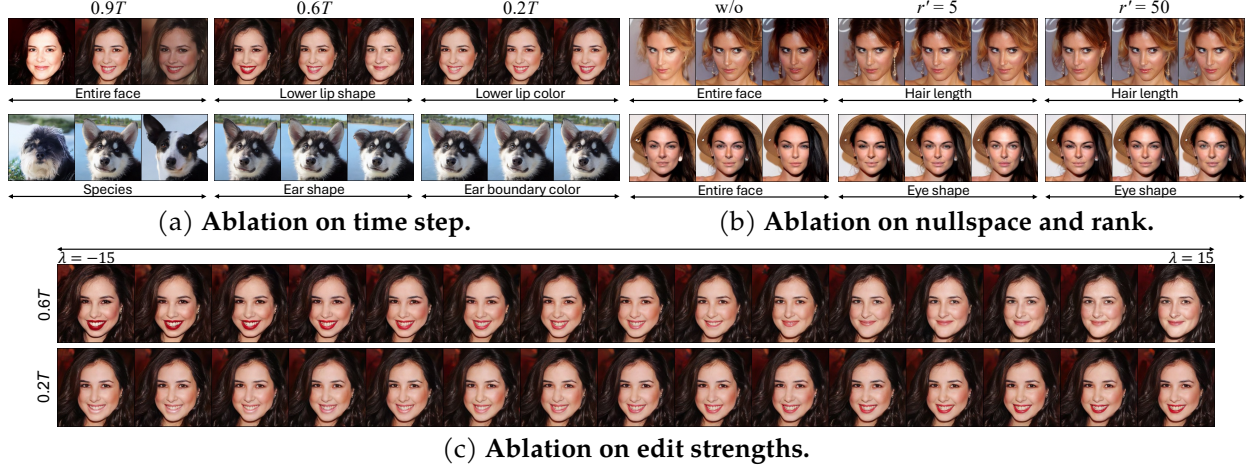 0.9T 0.6T 0.2T w/o r' = 5 r' = 50
Entire face Lower lip shape Lower lip color Entire face Hair length Hair length
Species Ear shape Ear boundary color Entire face Eye shape Eye shape
(a) Ablation on time step. (b) Ablation on nullspace and rank.
λ = −15 λ = 15
0.6T
0.2T
(c) Ablation on edit strengths.